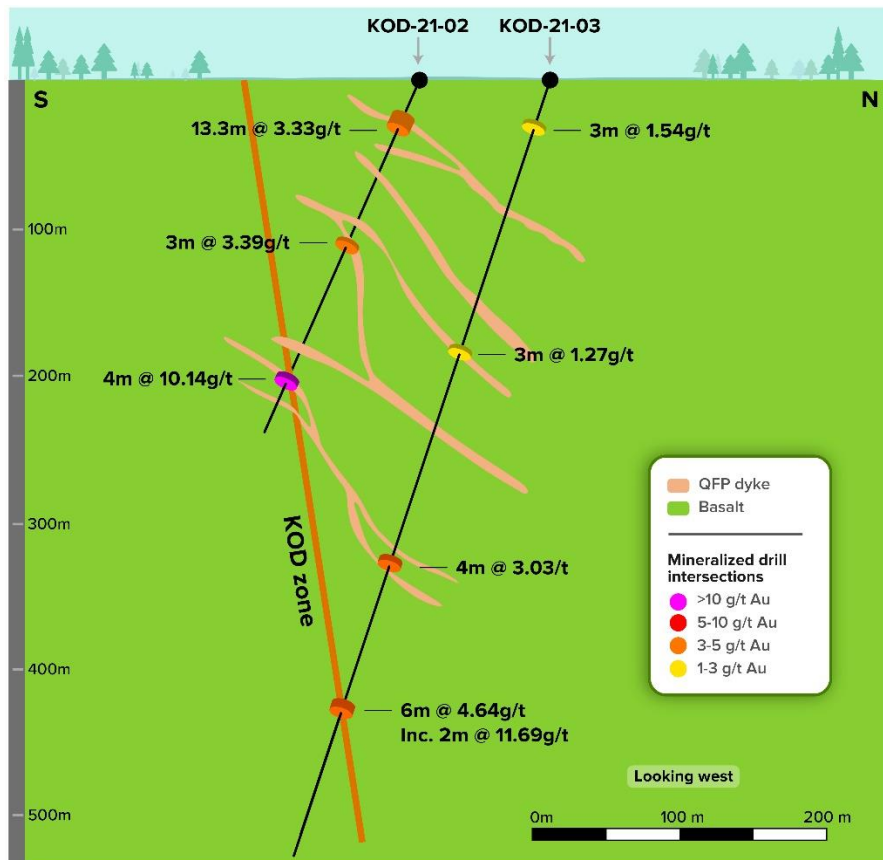 KOD-21-02
KOD-21-03
S
N
13.3m @ 3.33g/t
3m @ 1.54g/t
100m
3m @ 3.39g/t
3m @ 1.27g/t
200m
4m @ 10.14g/t
300m
KOD zone
4m @ 3.03/t
400m
6m @ 4.64g/t
Inc. 2m @ 11.69g/t
500m
QFP dyke
Basalt
Mineralized drill
intersections
>10 g/t Au
5-10 g/t Au
3-5 g/t Au
1-3 g/t Au
Looking west
0m
100 m
200 m